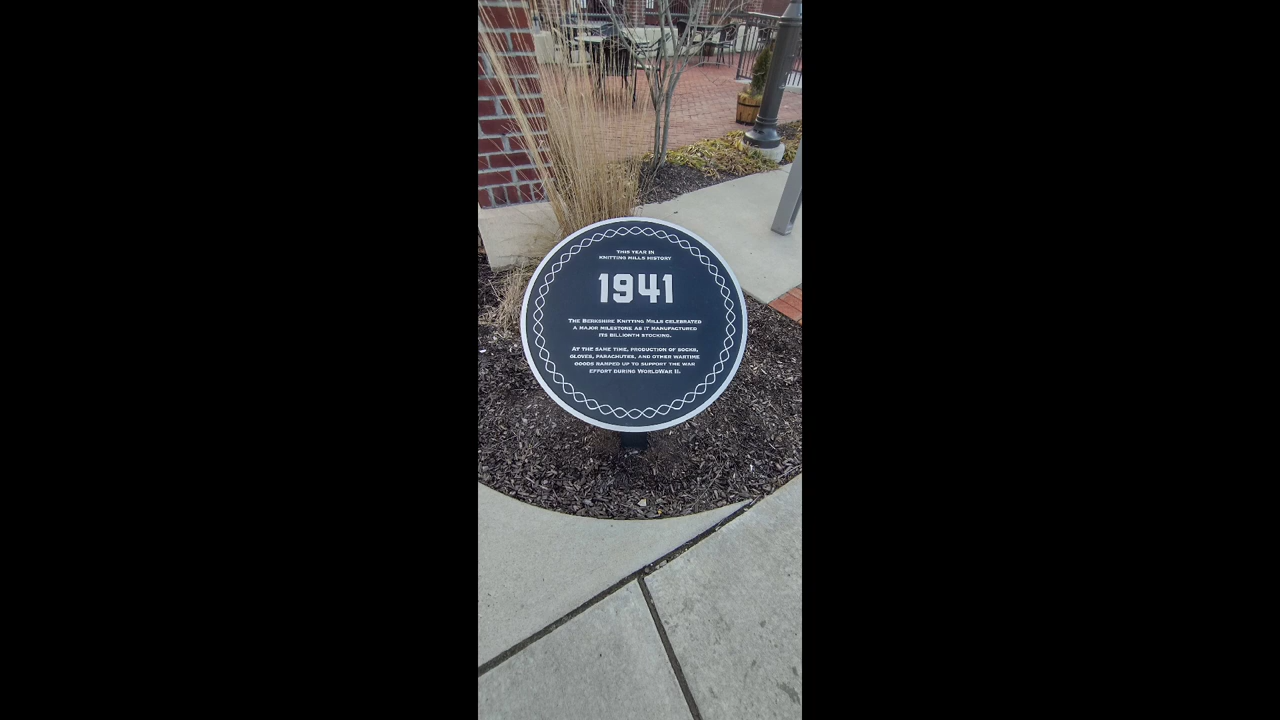 THIS YEAR IN
KNITTING MILLS HISTORY
1941
THE BERKSHIRE KNITTING MILLS CELEBRATED
A MAJOR MILESTONE AS IT MANUFACTURED
ITS BILLIONTH STOCKING.
AT THE SAME TIME, PRODUCTION OF SOCKS,
GLOVES, PARACHUTES, AND OTHER WARTIME
GOODS RAMPED UP TO SUPPORT THE WAR
EFFORT DURING WORLDWAR II.